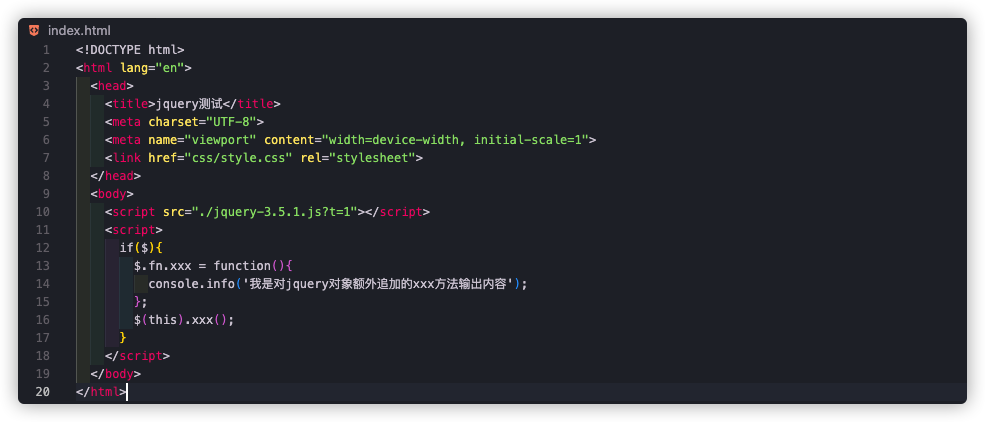 index.html
1 <!DOCTYPE html>
2 <html lang="en">
3 <head>
4 <title>jquery测试</title>
5 <meta charset="UTF-8">
6 <meta name="viewport" content="width=device-width, initial-scale=1">
7 <link href="css/style.css" rel="stylesheet">
8 </head>
9 <body>
10 <script src="./jquery-3.5.1.js?t=1"></script>
11 <script>
12 if($){
13 $.fn.xxx = function(){
14 console.info('我是对jquery对象额外追加的xxx方法输出内容');
15 };
16 $(this).xxx();
17 }
18 </script>
19 </body>
20 </html>